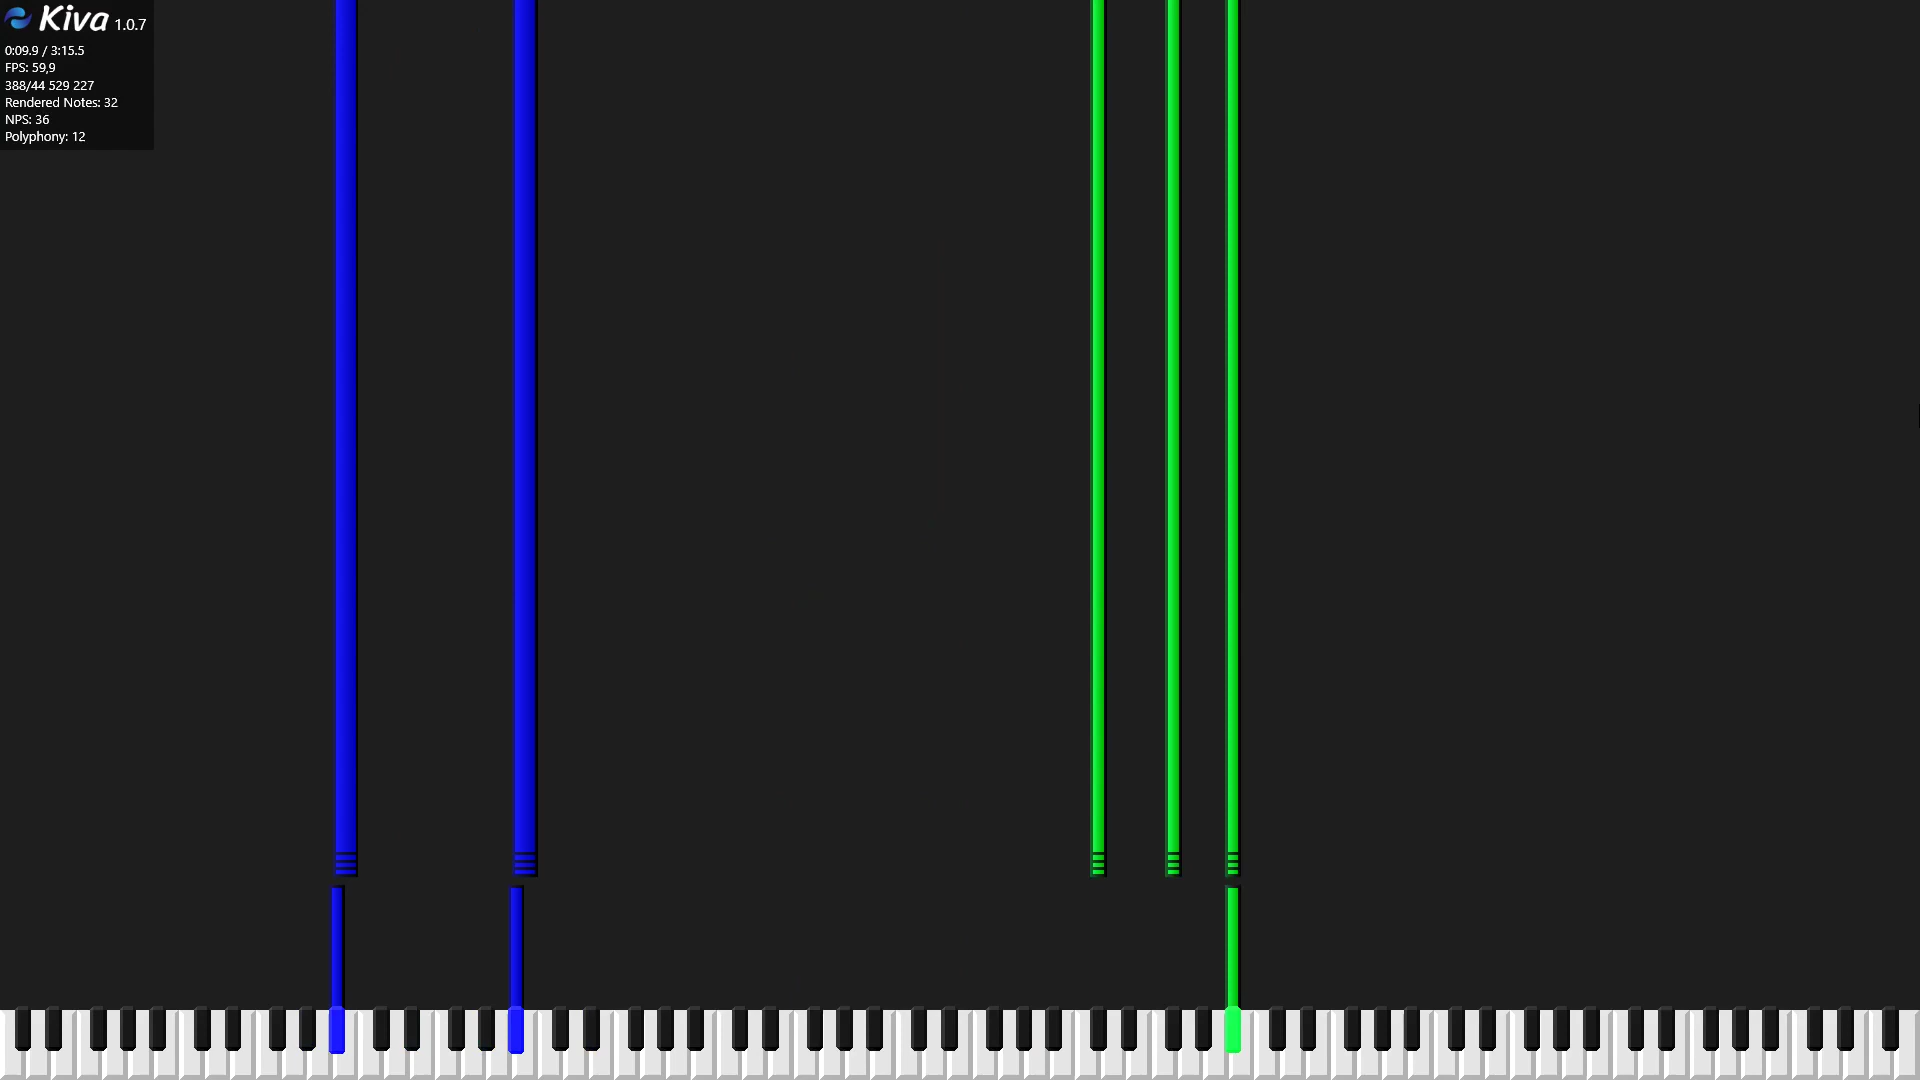 Kiva 1.0.7
0:09.9 / 3:15.5
FPS: 59,9
388/44 529 227
Rendered Notes: 32
NPS: 36
Polyphony: 12